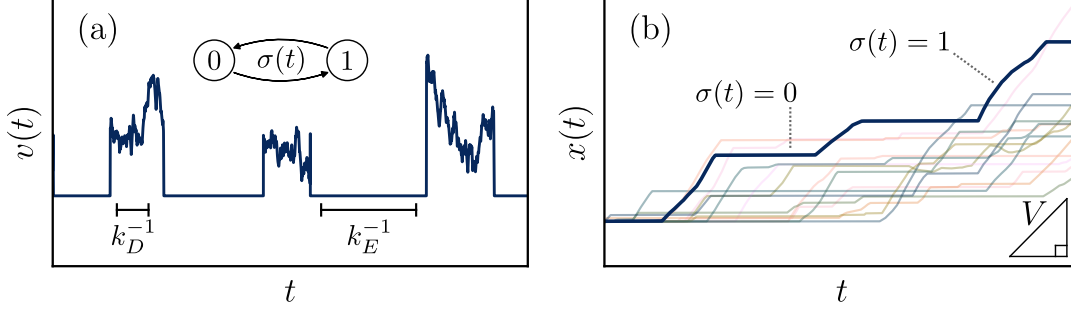 (a)
0 σ(t) 1
v(t)
k_D^{-1}
k_E^{-1}
t
(b)
σ(t) = 1
σ(t) = 0
x(t)
V
t